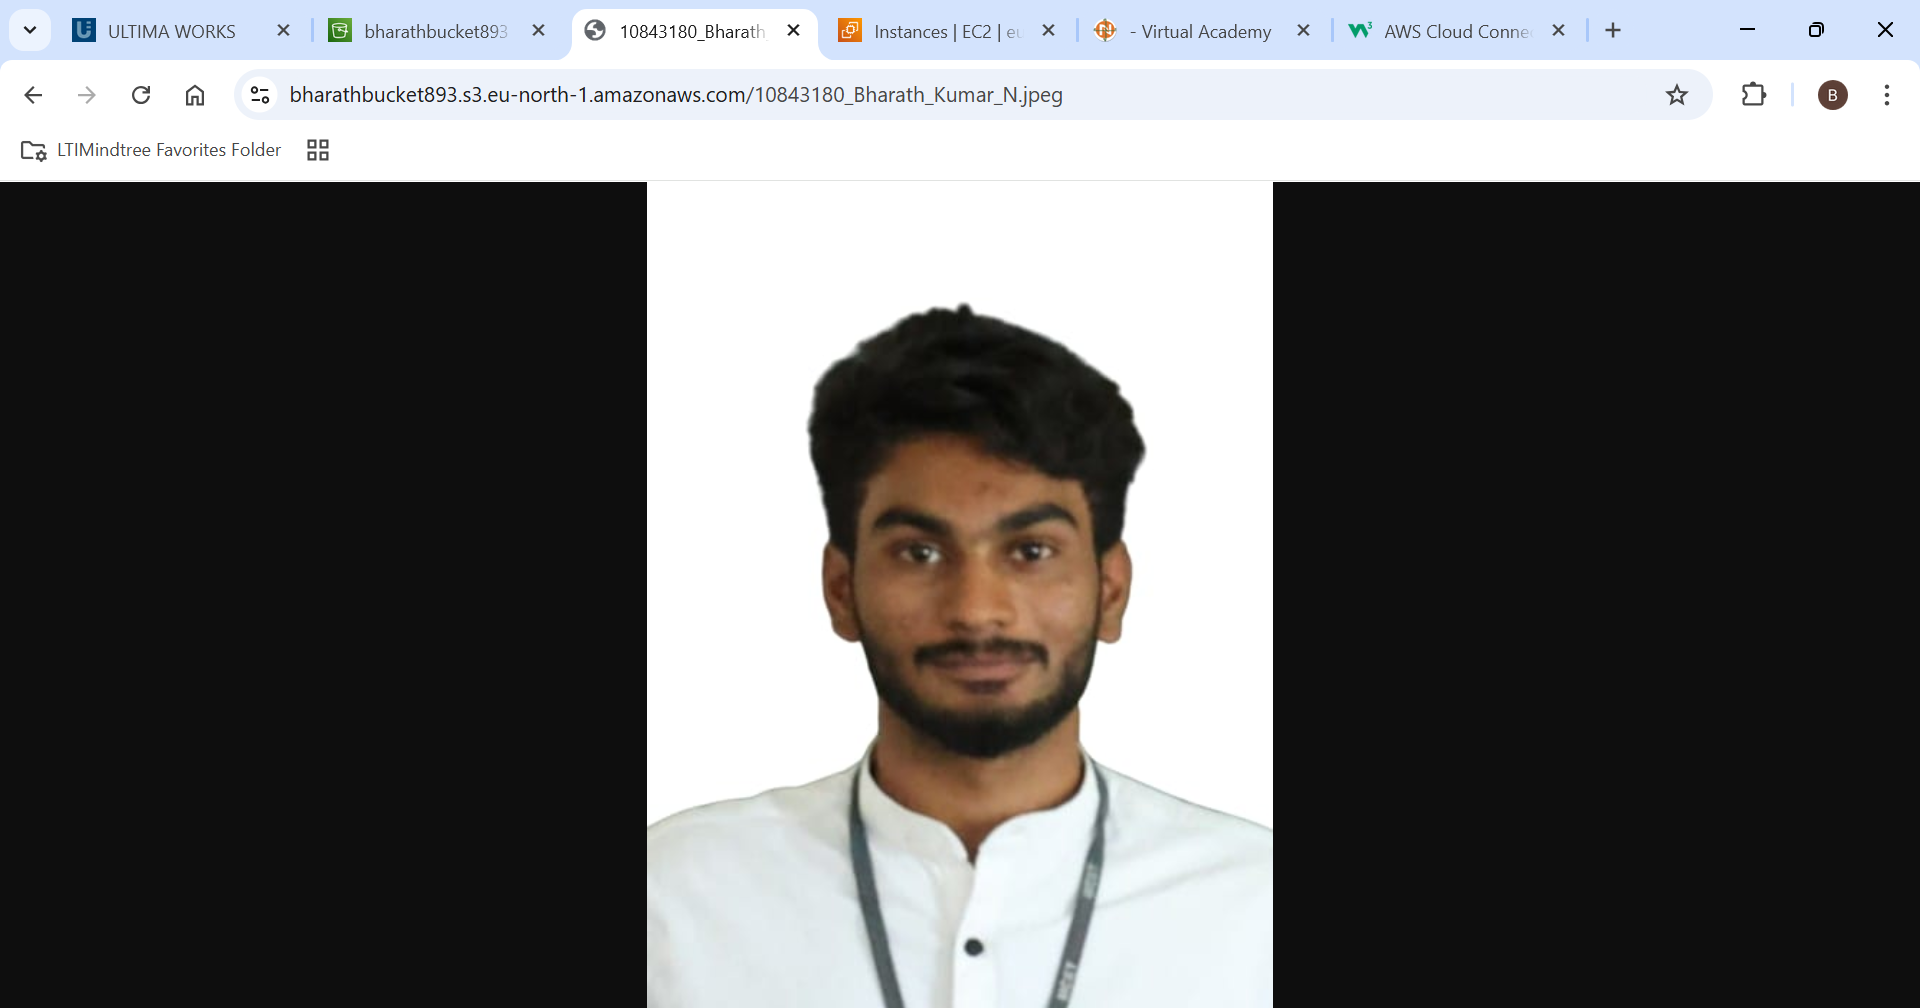 ULTIMA WORKS
bharathbucket893
10843180_Bharath
Instances | EC2 | eu
- Virtual Academy
AWS Cloud Conne
bharathbucket893.s3.eu-north-1.amazonaws.com/10843180_Bharath_Kumar_N.jpeg
B
LTIMindtree Favorites Folder